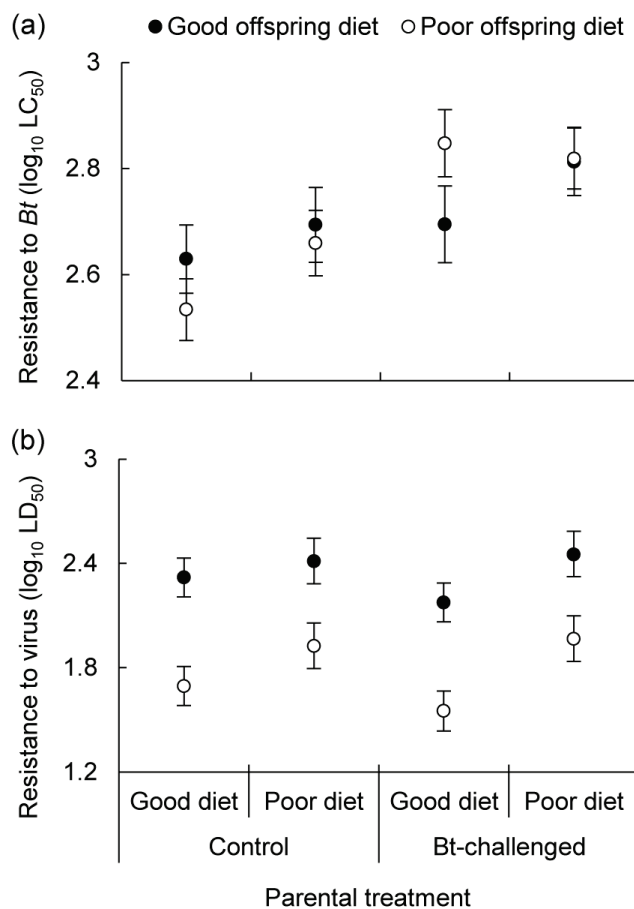 (a) ● Good offspring diet ○ Poor offspring diet
Resistance to Bt (log₁₀ LC₅₀)
3
2.8
2.6
2.4
(b)
Resistance to virus (log₁₀ LD₅₀)
3
2.4
1.8
1.2
Good diet Poor diet Good diet Poor diet
Control Bt-challenged
Parental treatment